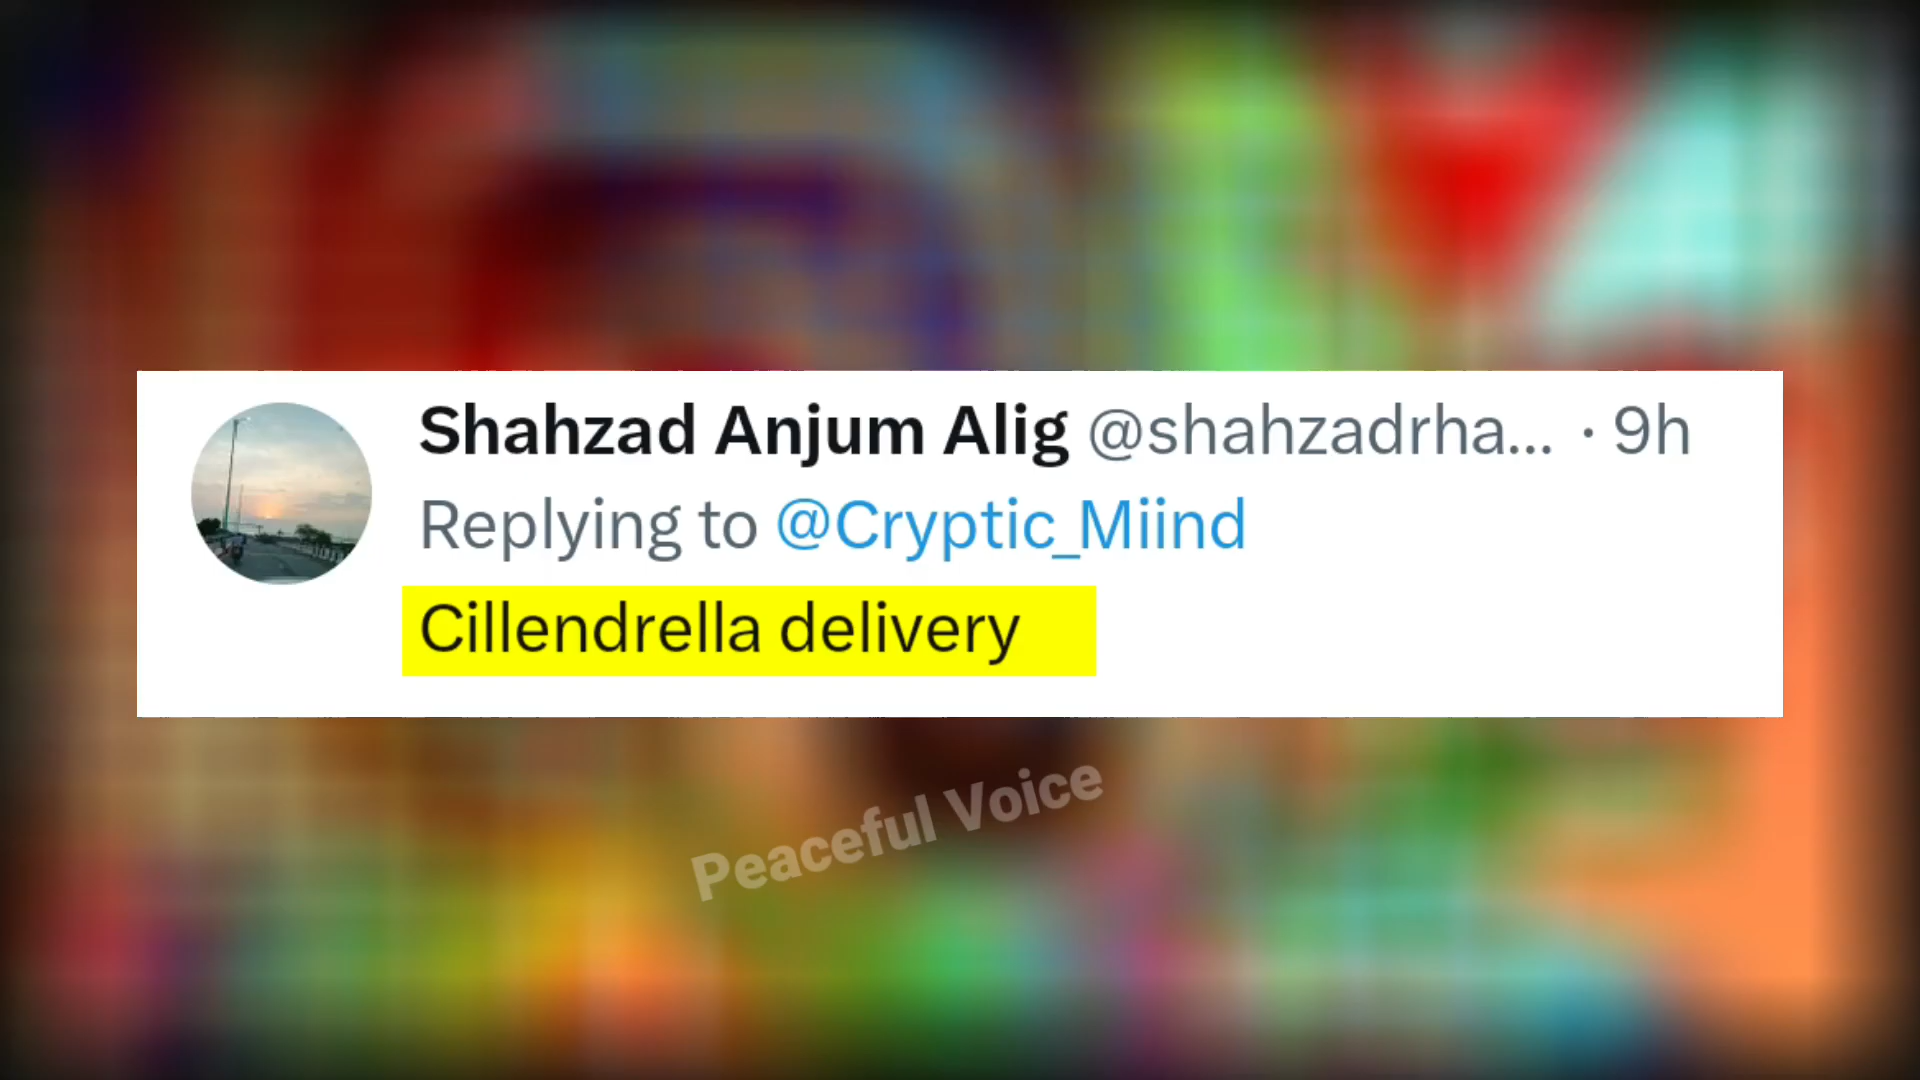 Shahzad Anjum Alig @shahzadrha... · 9h
Replying to @Cryptic_Miind
Cillendrella delivery
Peaceful Voice